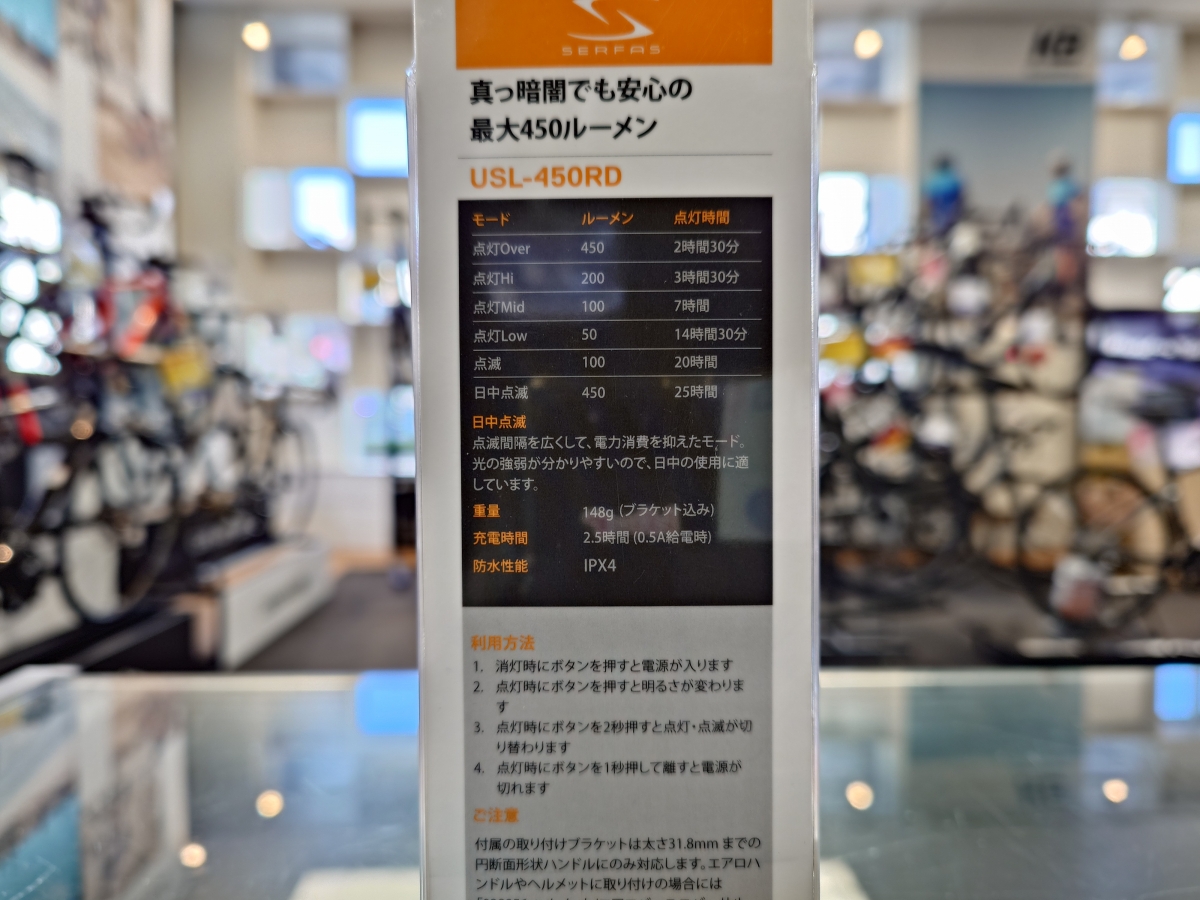 SERFAS
真っ暗闇でも安心の
最大450ルーメン
USL-450RD
モード ルーメン 点灯時間
点灯Over 450 2時間30分
点灯Hi 200 3時間30分
点灯Mid 100 7時間
点灯Low 50 14時間30分
点滅 100 20時間
日中点滅 450 25時間
日中点滅
点滅間隔を広くして、電力消費を抑えたモード。
光の強弱が分かりやすいので、日中の使用に適
しています。
重量 148g (ブラケット込み)
充電時間 2.5時間 (0.5A給電時)
防水性能 IPX4
利用方法
1. 消灯時にボタンを押すと電源が入ります
2. 点灯時にボタンを押すと明るさが変わりま
す
3. 点灯時にボタンを2秒押すと点灯・点滅が切
り替わります
4. 点灯時にボタンを1秒押して離すと電源が
切れます
ご注意
付属の取り付けブラケットは太さ31.8mm までの
円断面形状ハンドルにのみ対応します。エアロハ
ンドルやヘルメットに取り付けの場合には